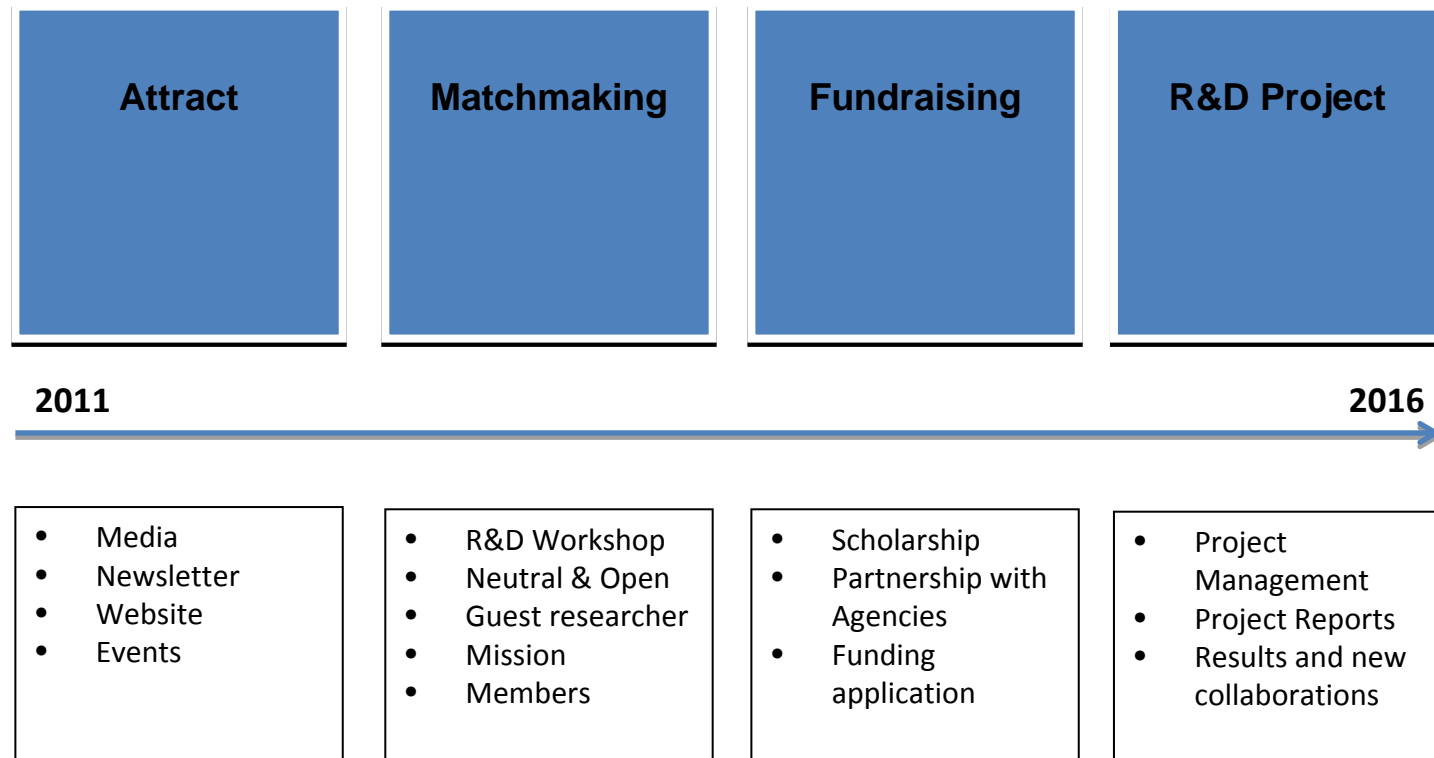 Attract
Matchmaking
Fundraising
R&D Project
2011
2016
• Media
• Newsletter
• Website
• Events
• R&D Workshop
• Neutral & Open
• Guest researcher
• Mission
• Members
• Scholarship
• Partnership with
Agencies
• Funding
application
• Project
Management
• Project Reports
• Results and new
collaborations